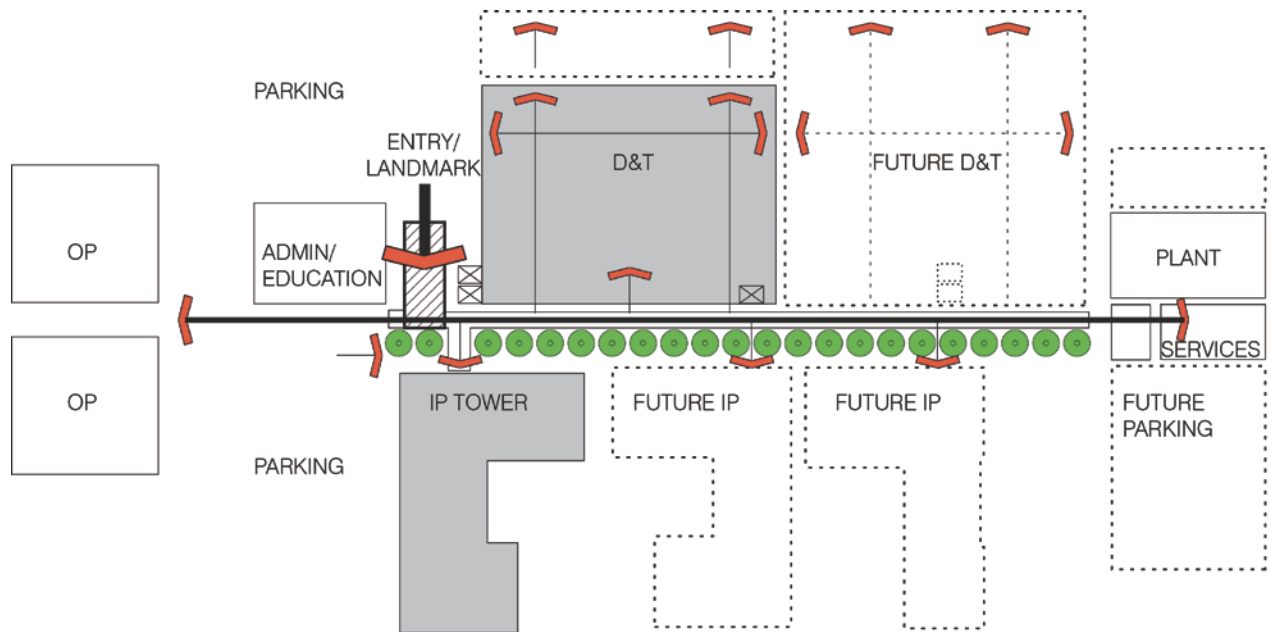 PARKING
ENTRY/
LANDMARK
D&T
FUTURE D&T
OP
ADMIN/
EDUCATION
PLANT
SERVICES
OP
IP TOWER
FUTURE IP
FUTURE IP
FUTURE
PARKING
PARKING